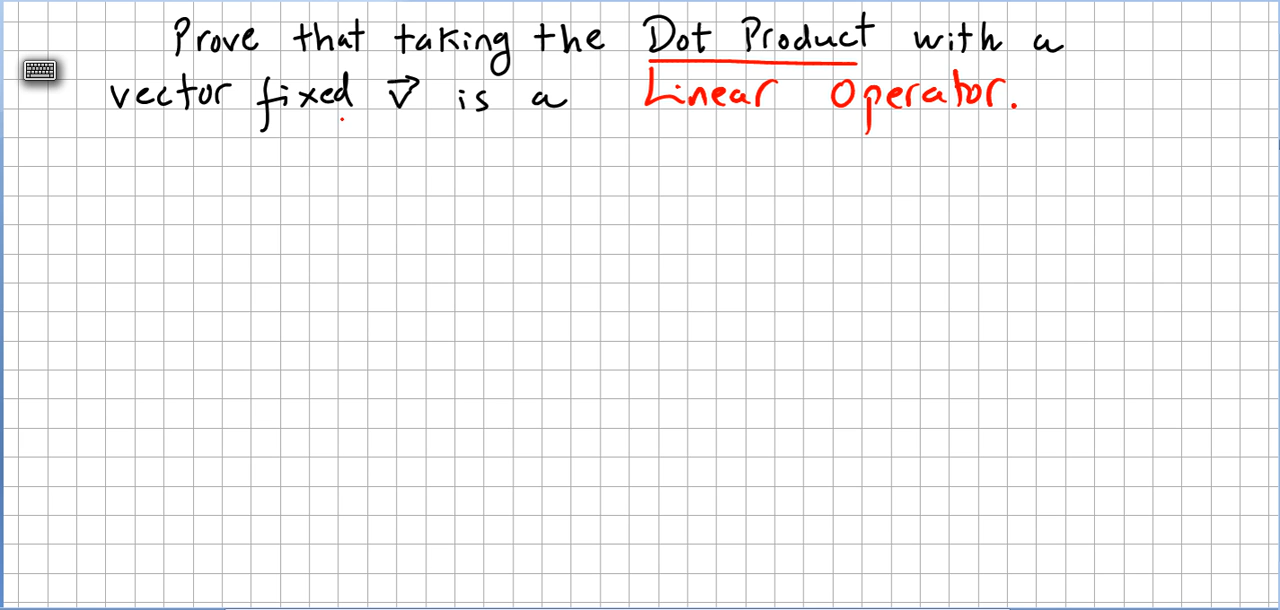 Prove that taking the Dot Product with a
vector fixed v⃗ is a Linear Operator.